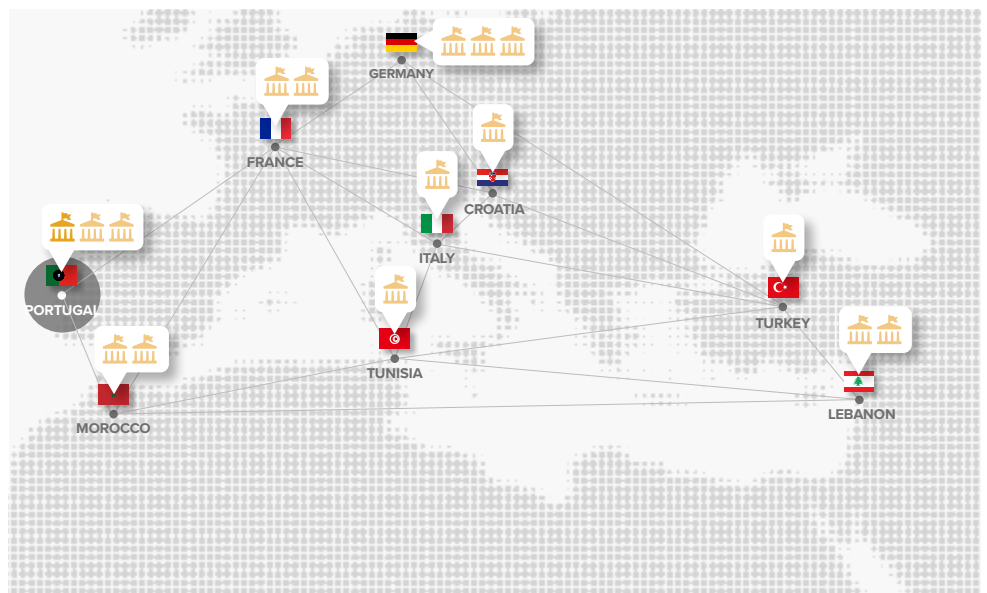 GERMANY
FRANCE
CROATIA
ITALY
PORTUGAL
TURKEY
TUNISIA
LEBANON
MOROCCO